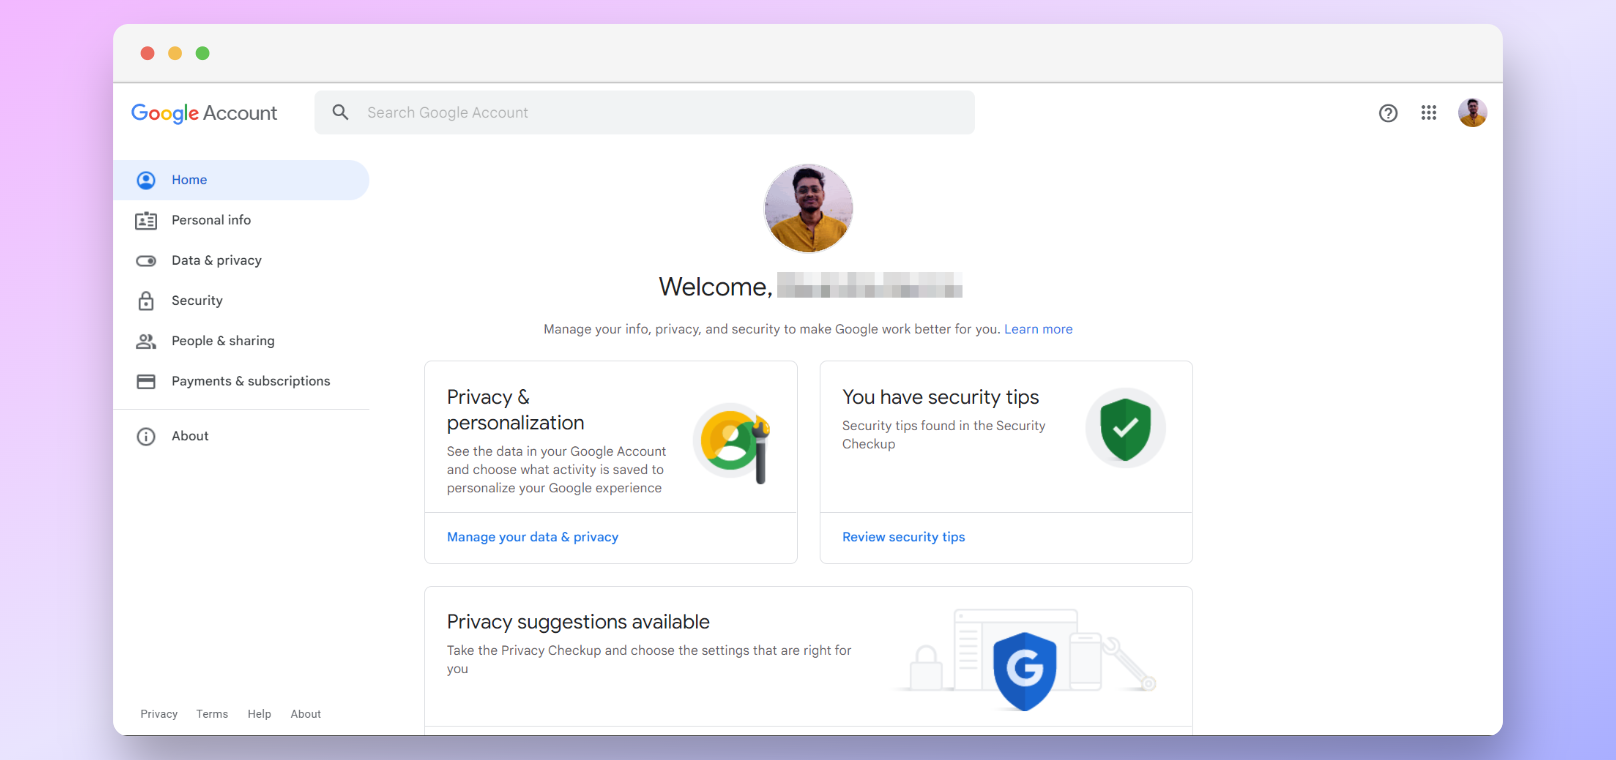 Google Account
Search Google Account
Home
Personal info
Data & privacy
Security
People & sharing
Payments & subscriptions
About
Welcome,
Manage your info, privacy, and security to make Google work better for you. Learn more
Privacy &
personalization
See the data in your Google Account
and choose what activity is saved to
personalize your Google experience
Manage your data & privacy
You have security tips
Security tips found in the Security
Checkup
Review security tips
Privacy suggestions available
Take the Privacy Checkup and choose the settings that are right for
you
G
Privacy Terms Help About